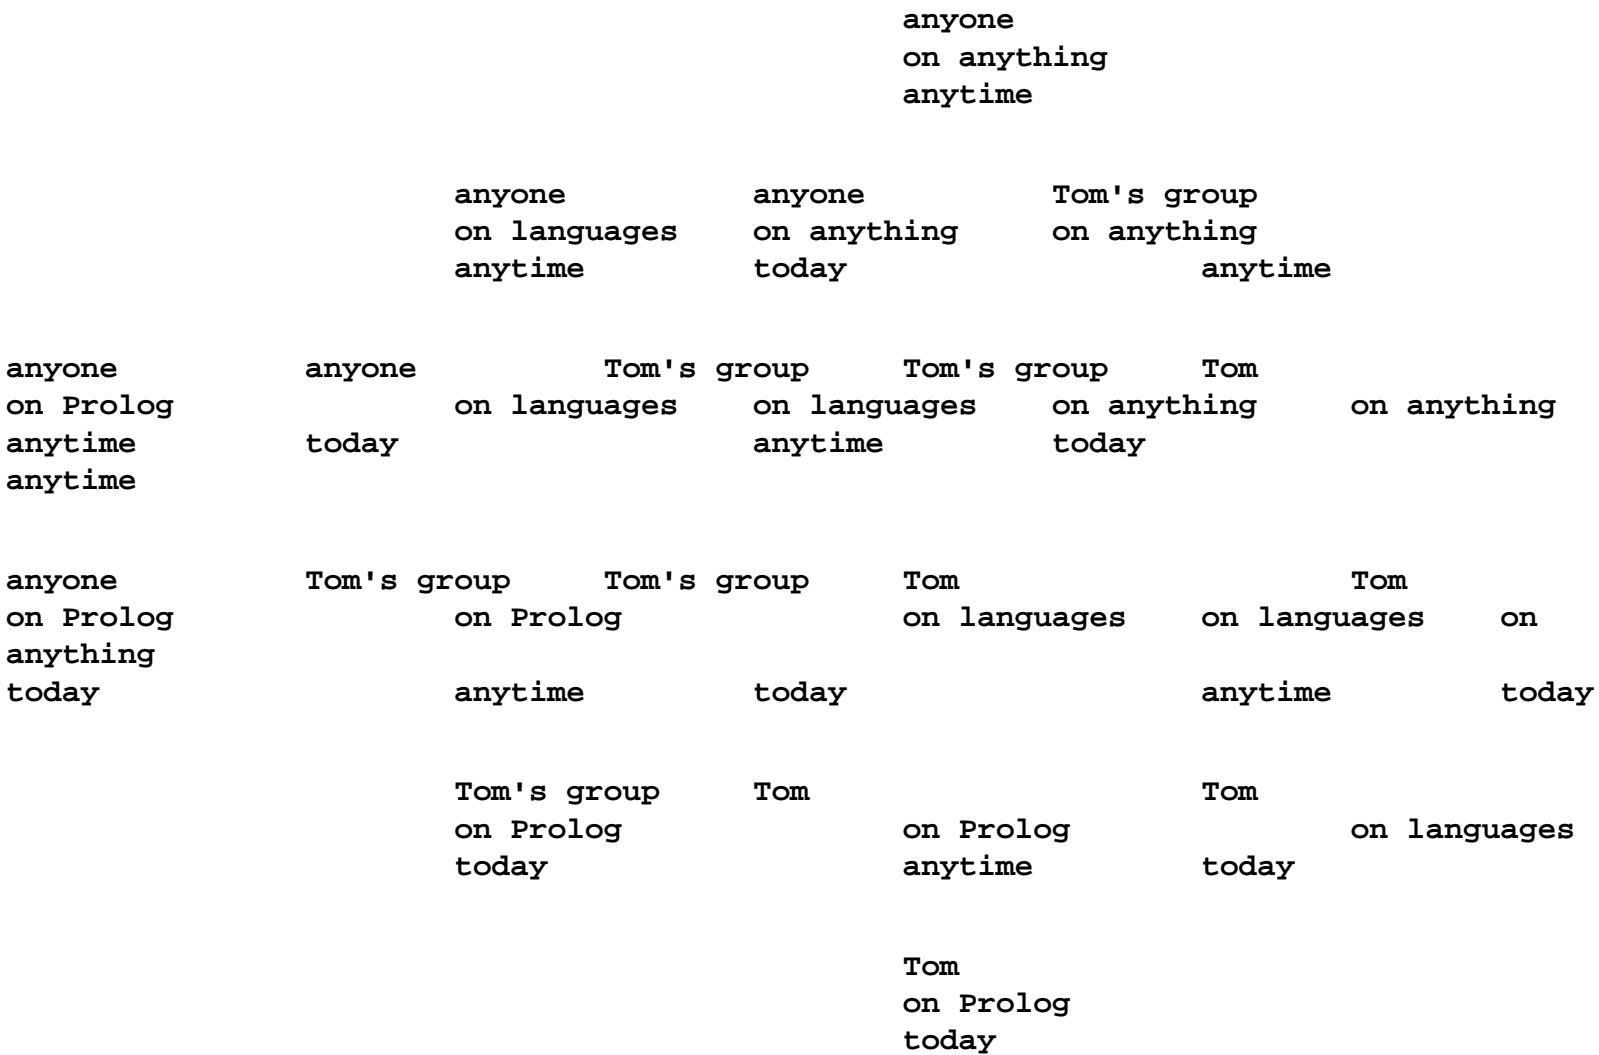 anyone
on anything
anytime
anyone anyone Tom's group
on languages on anything on anything
anytime today anytime
anyone anyone Tom's group Tom's group Tom
on Prolog on languages on languages on anything on anything
anytime today anytime today
anytime
anyone Tom's group Tom's group Tom Tom
on Prolog on Prolog on languages on languages on
anything
today anytime today anytime today
Tom's group Tom Tom
on Prolog on Prolog on languages
today anytime today
Tom
on Prolog
today